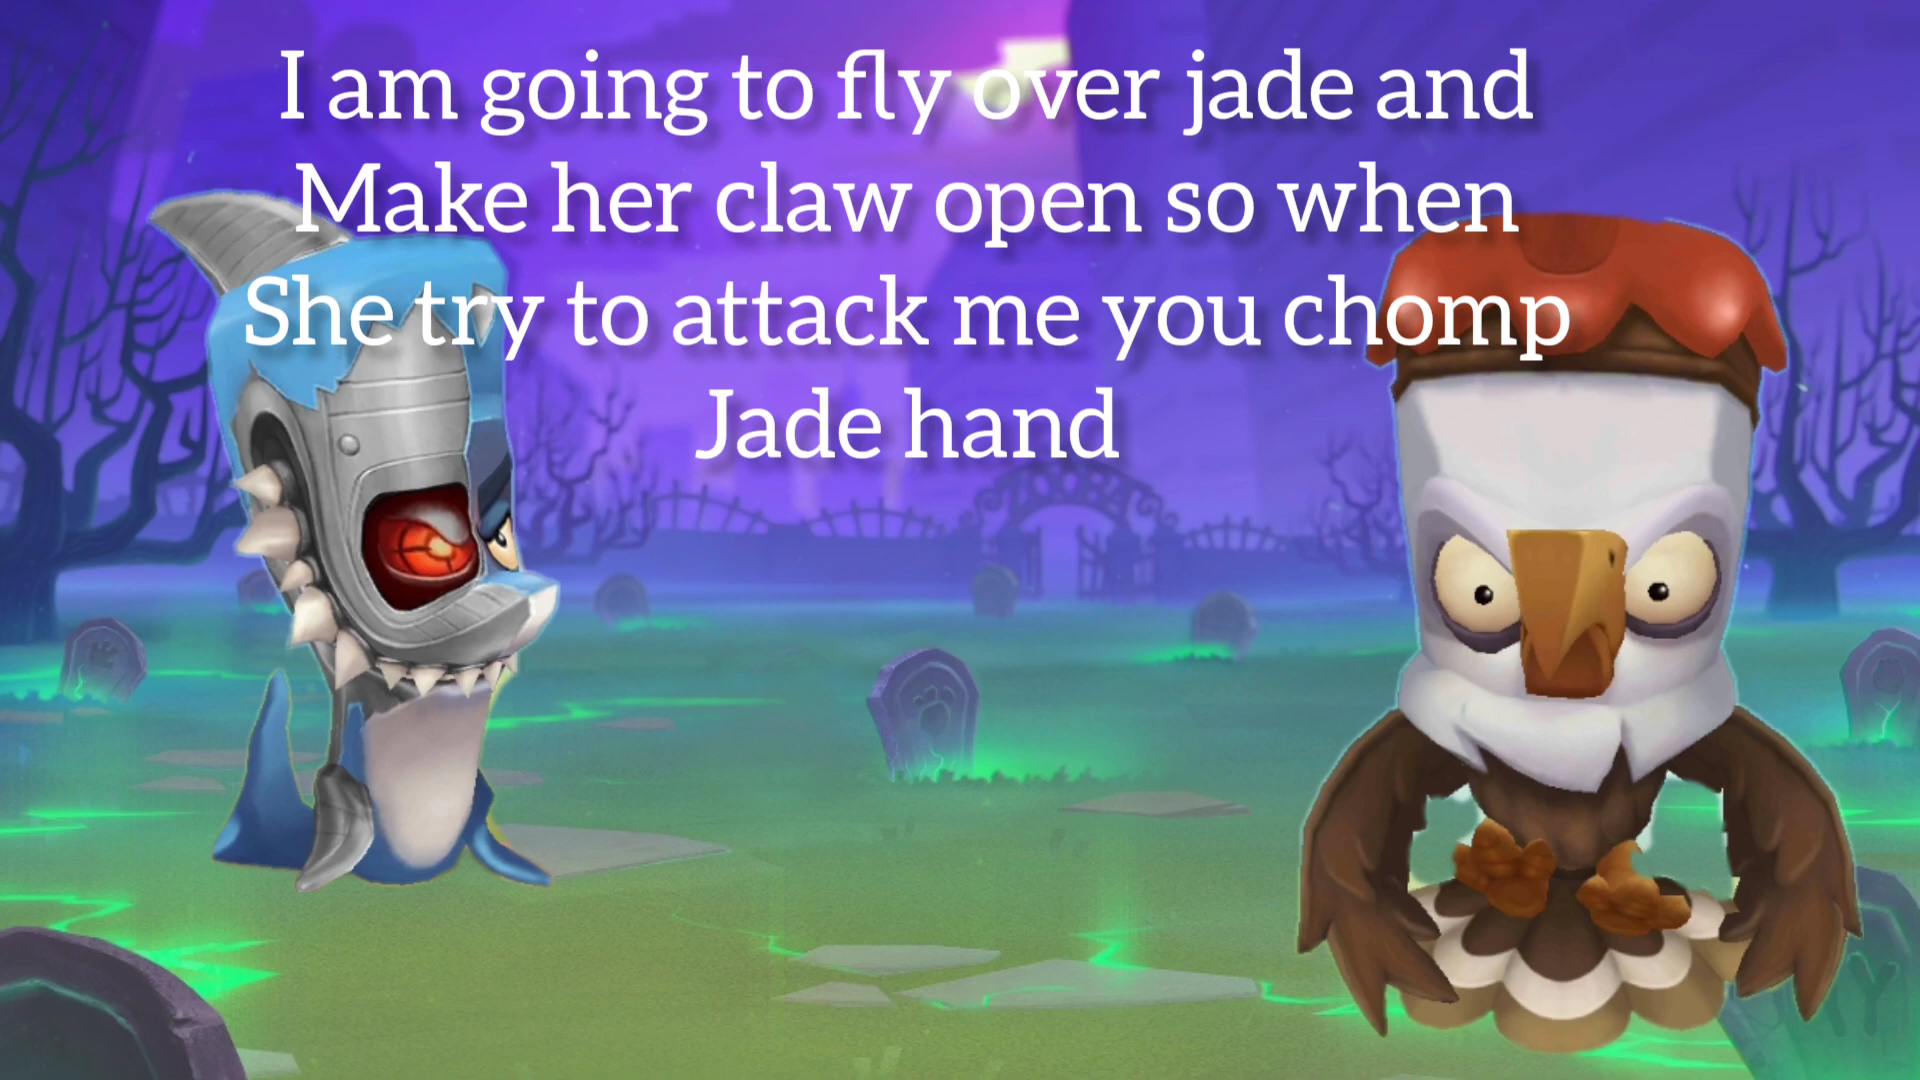 I am going to fly over jade and
Make her claw open so when
She try to attack me you chomp
Jade hand
ZOOBA